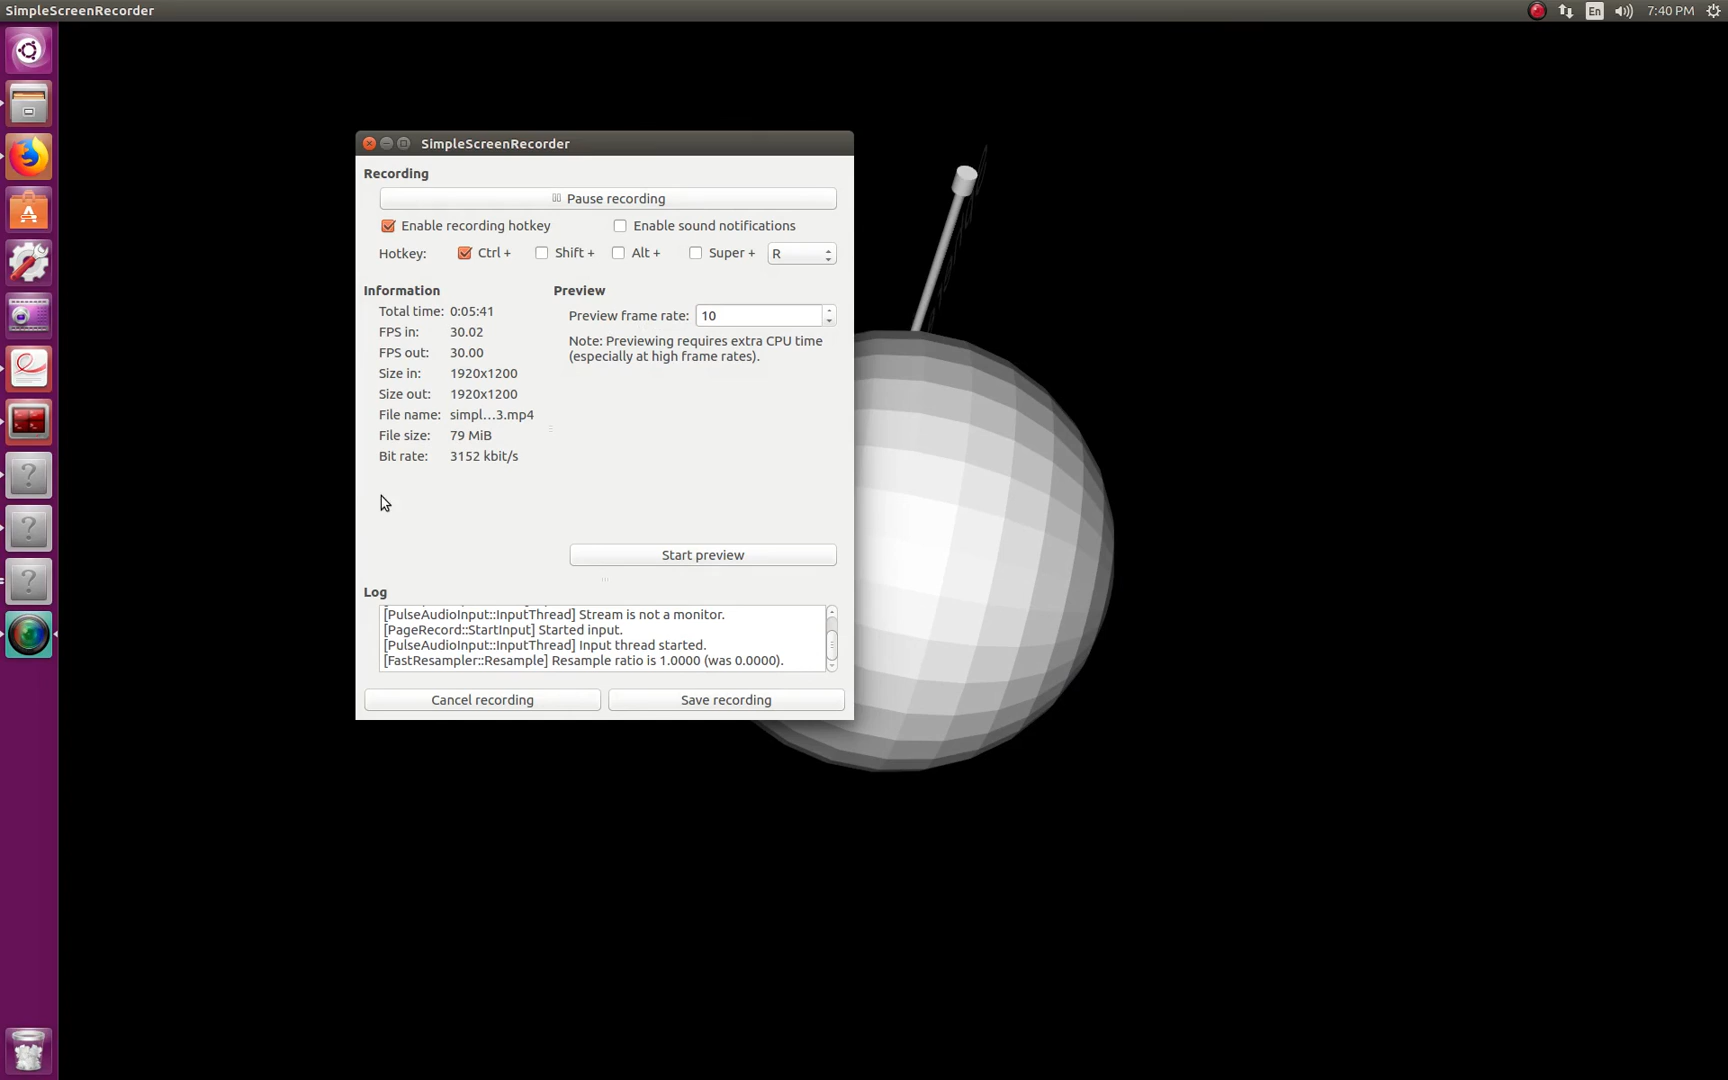 SimpleScreenRecorder
En
7:40 PM
SimpleScreenRecorder
Recording
Pause recording
Enable recording hotkey
Enable sound notifications
Hotkey: Ctrl + Shift + Alt + Super + R
Information
Total time: 0:05:41
FPS in: 30.02
FPS out: 30.00
Size in: 1920x1200
Size out: 1920x1200
File name: simpl...3.mp4
File size: 79 MiB
Bit rate: 3152 kbit/s
Preview
Preview frame rate: 10
Note: Previewing requires extra CPU time
(especially at high frame rates).
Start preview
Log
[PulseAudioInput::InputThread] Stream is not a monitor.
[PageRecord::StartInput] Started input.
[PulseAudioInput::InputThread] Input thread started.
[FastResampler::Resample] Resample ratio is 1.0000 (was 0.0000).
Cancel recording
Save recording